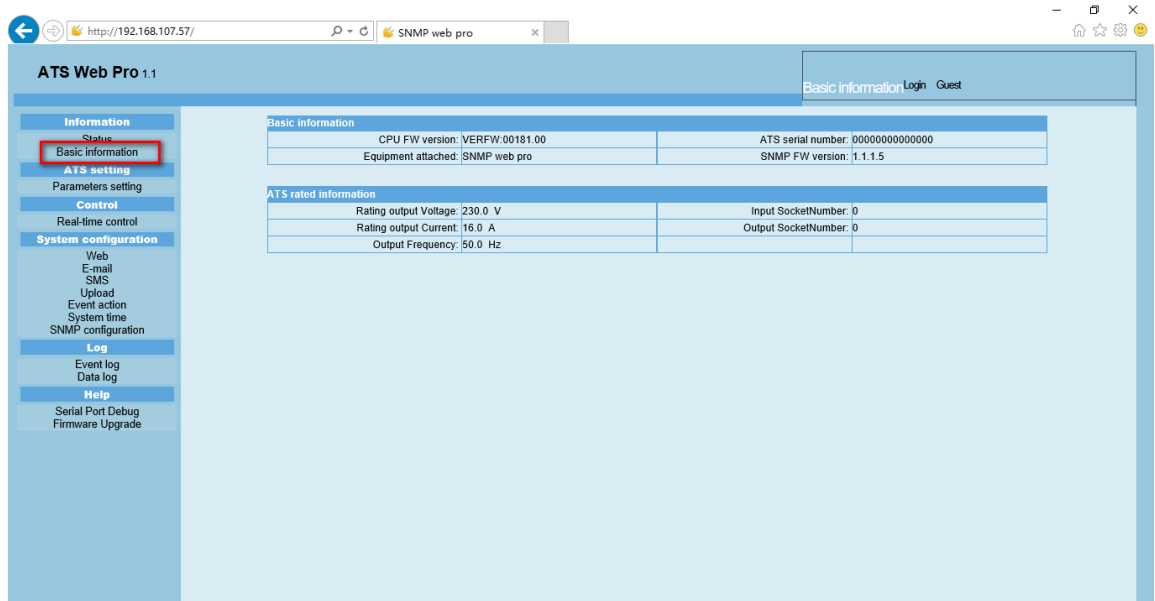 http://192.168.107.57/
SNMP web pro
ATS Web Pro 1.1
Basic information Login Guest
Information
Status
Basic information
ATS setting
Parameters setting
Control
Real-time control
System configuration
Web
E-mail
SMS
Upload
Event action
System time
SNMP configuration
Log
Event log
Data log
Help
Serial Port Debug
Firmware Upgrade
Basic information
CPU FW version: VERFW:00181.00 ATS serial number: 00000000000000
Equipment attached: SNMP web pro SNMP FW version: 1.1.1.5
ATS rated information
Rating output Voltage: 230.0 V Input SocketNumber: 0
Rating output Current: 16.0 A Output SocketNumber: 0
Output Frequency: 50.0 Hz